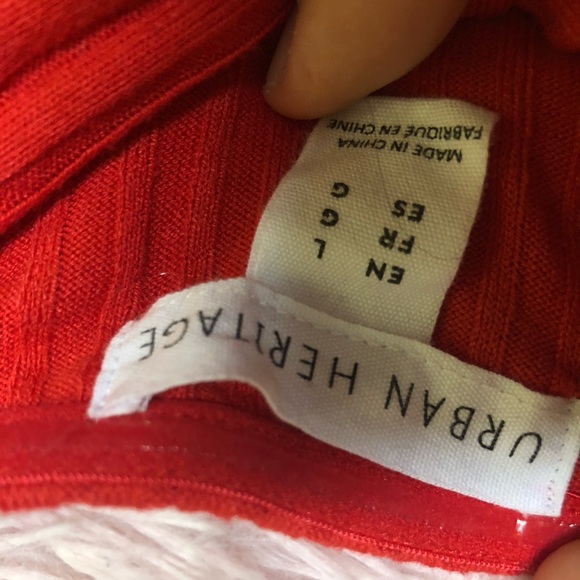 URBAN HERITAGE
EN L
FR G
ES G
MADE IN CHINA
FABRIQUÉ EN CHINE